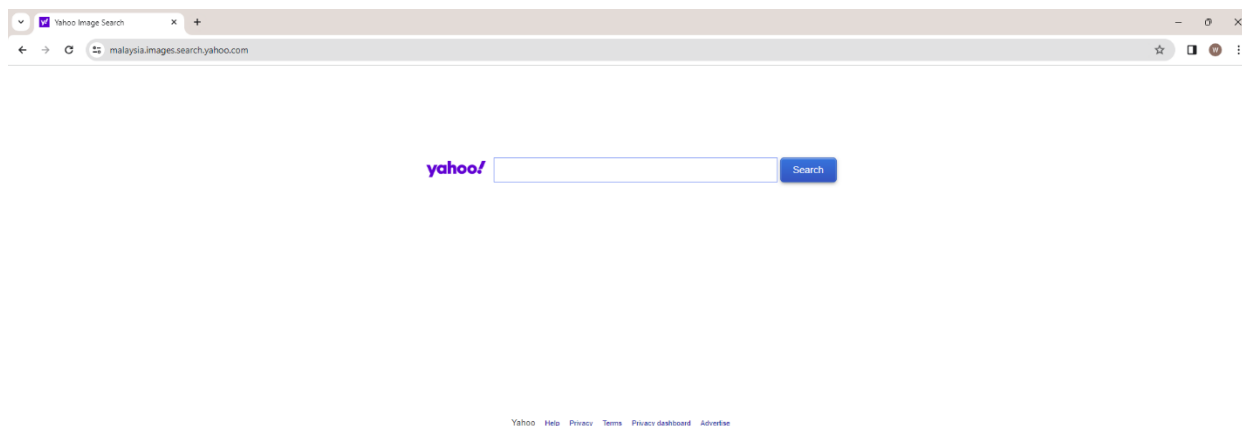 Yahoo Image Search
malaysia.images.search.yahoo.com
W
yahoo!
Search
Yahoo Help Privacy Terms Privacy dashboard Advertise